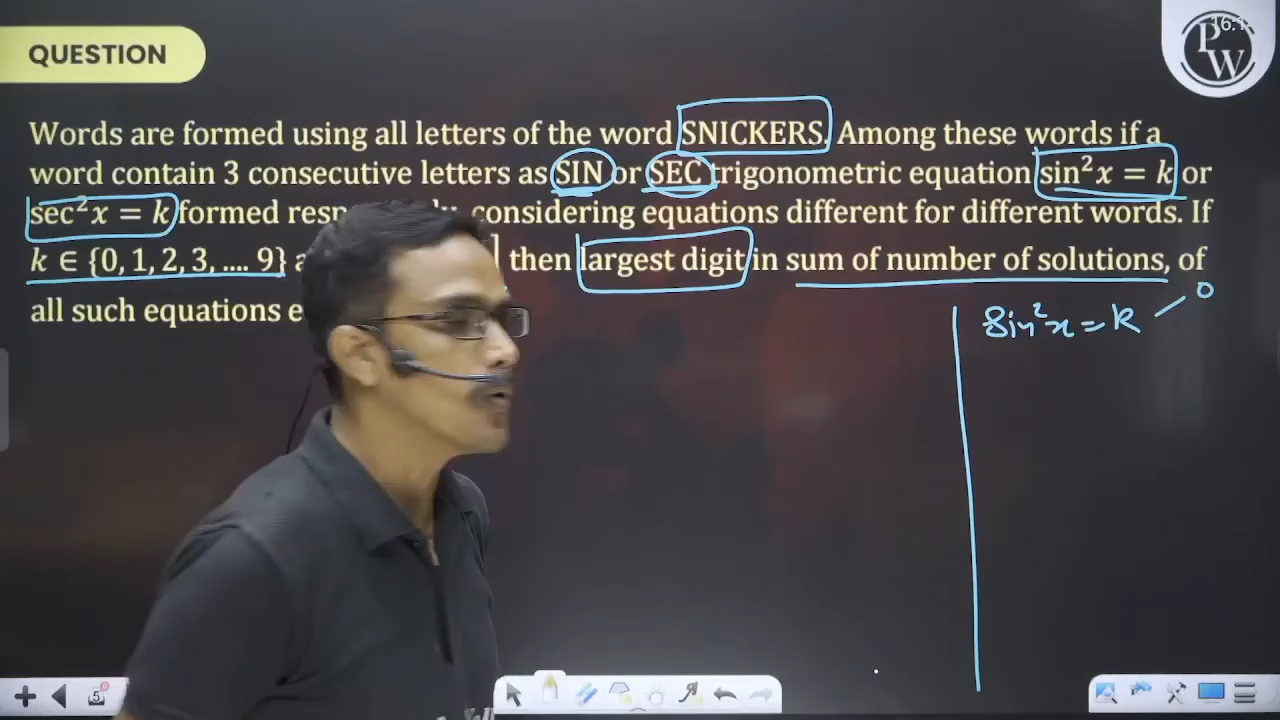 QUESTION
PW
Words are formed using all letters of the word SNICKERS. Among these words if a
word contain 3 consecutive letters as SIN or SEC trigonometric equation sin²x = k or
sec²x = k formed considering equations different for different words. If
k ∈ {0, 1, 2, 3, .... 9} ] then largest digit in sum of number of solutions, of
all such equations
sin²x = k 0
5